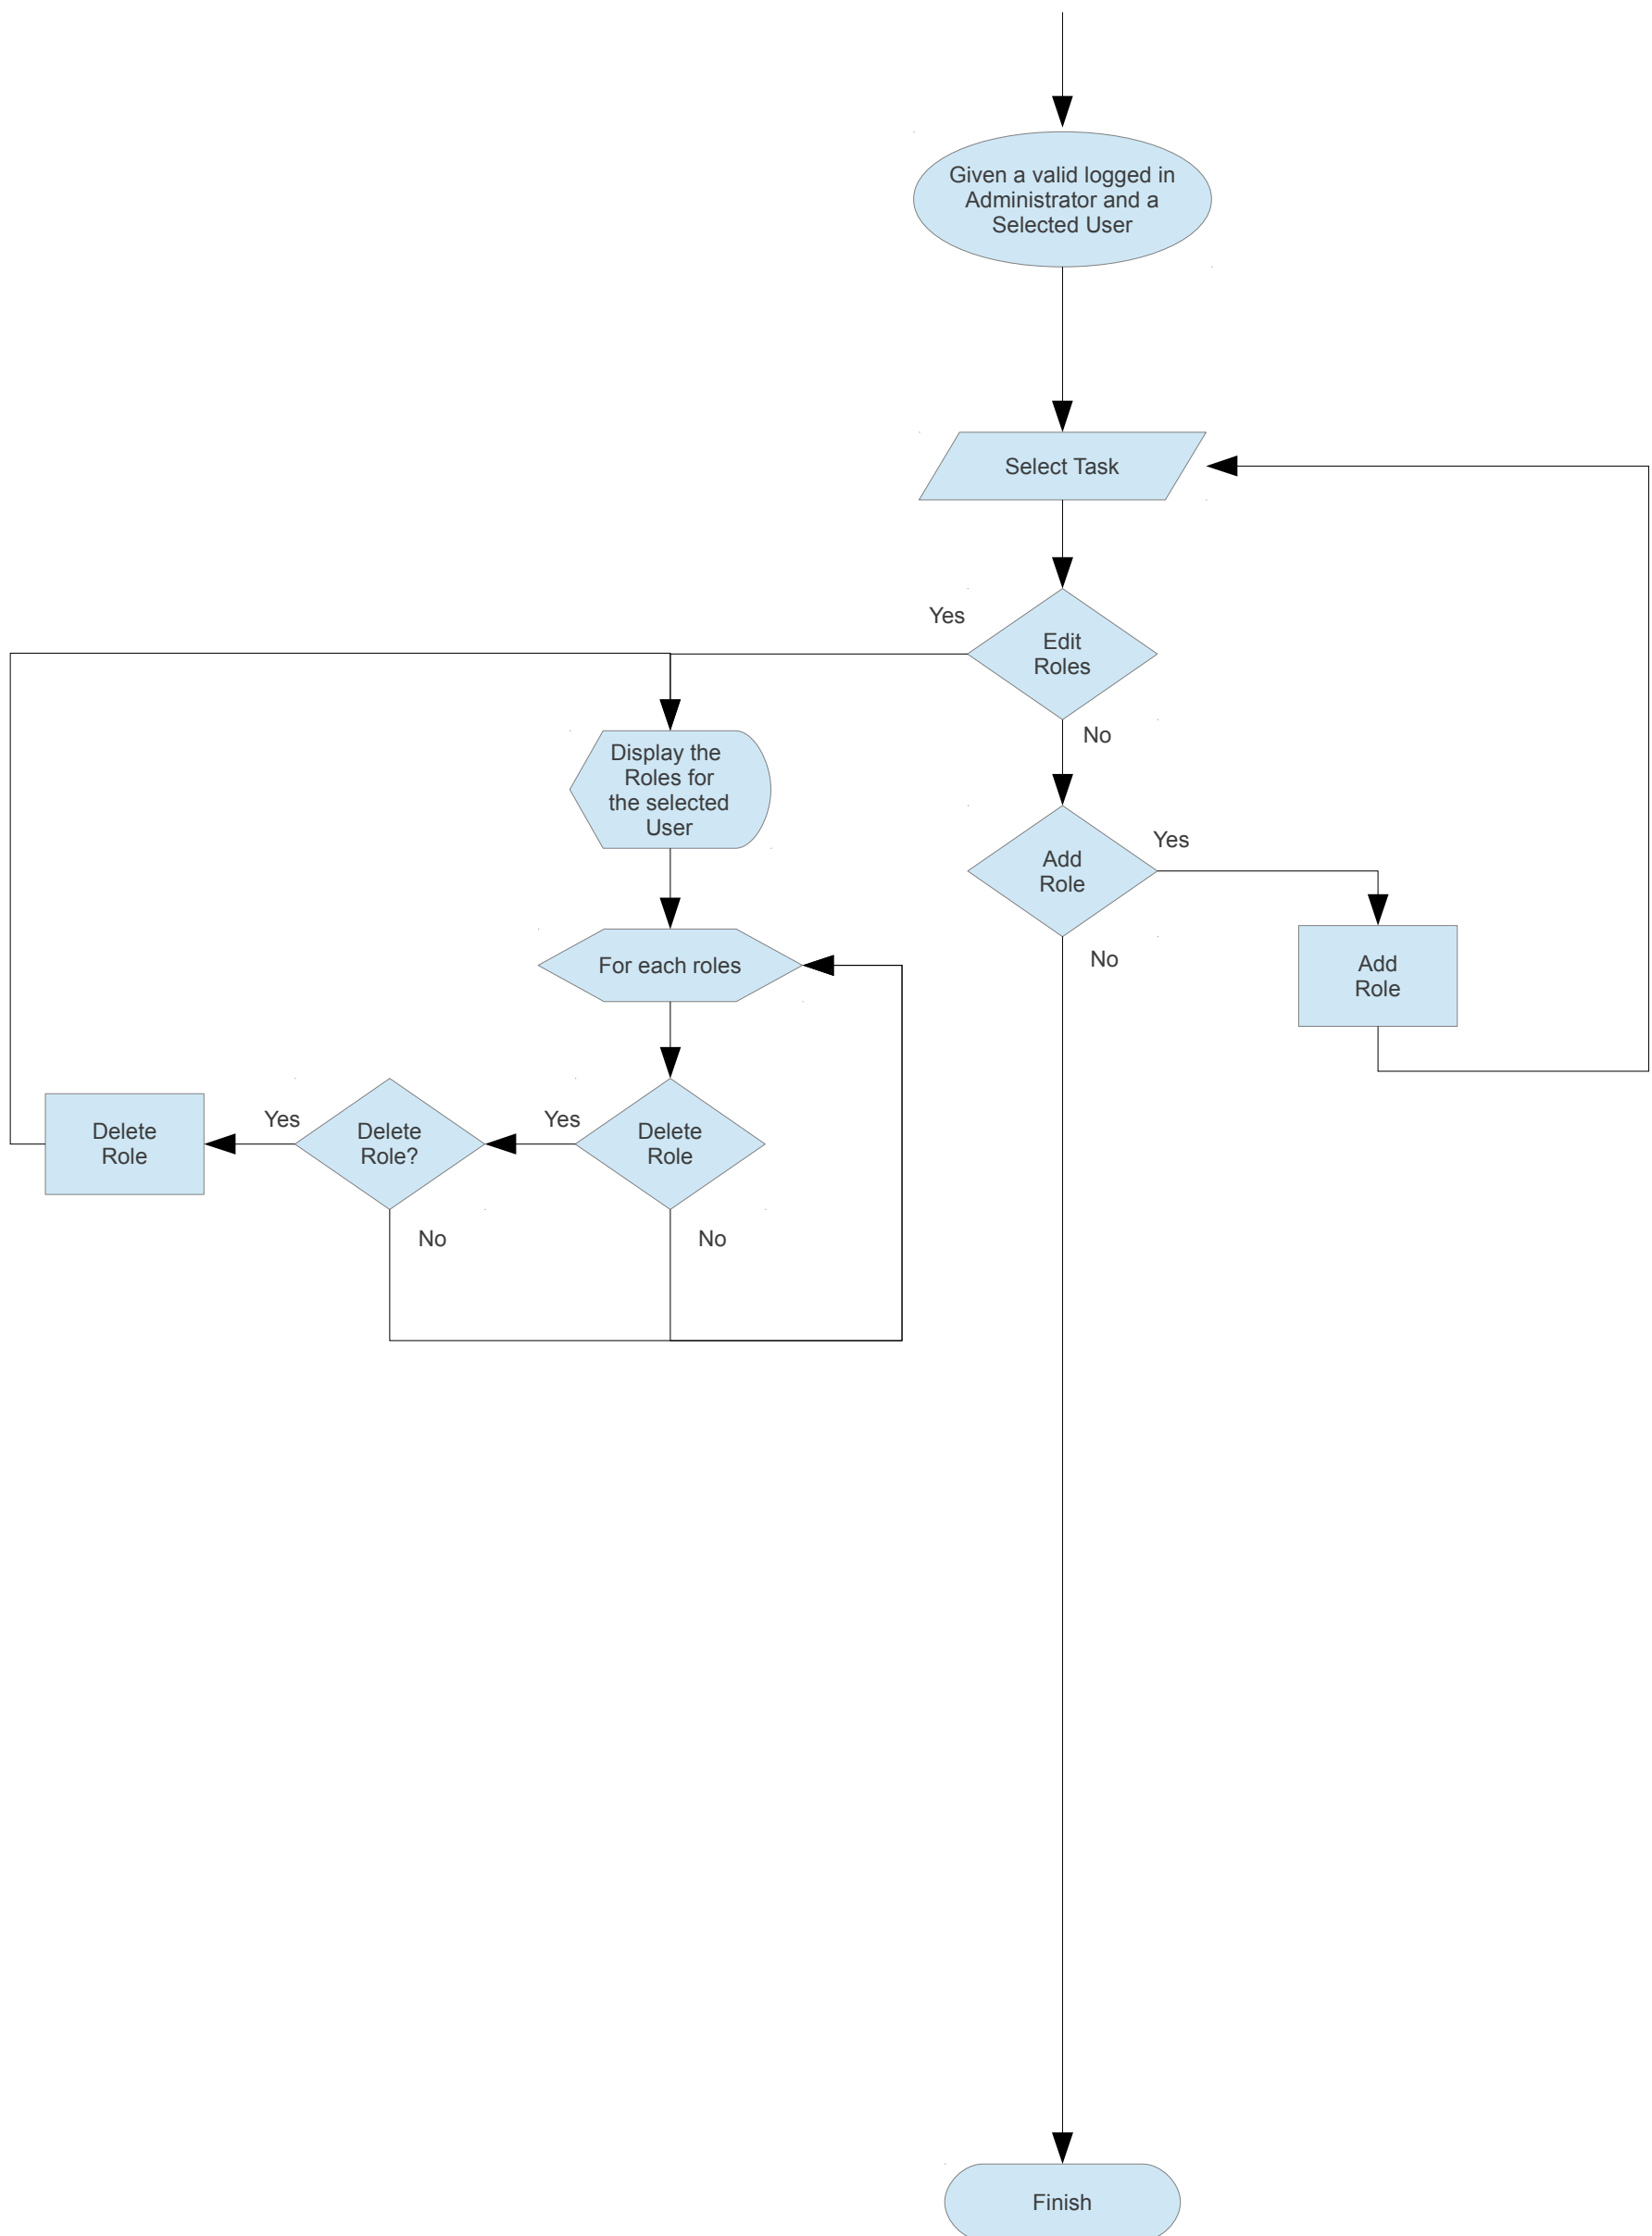 Given a valid logged in
Administrator and a
Selected User
Select Task
Yes
Edit
Roles
No
Display the
Roles for
the selected
User
Add
Role
Yes
No
For each roles
Add
Role
Delete
Role
Yes
Delete
Role?
Yes
Delete
Role
No
No
Finish